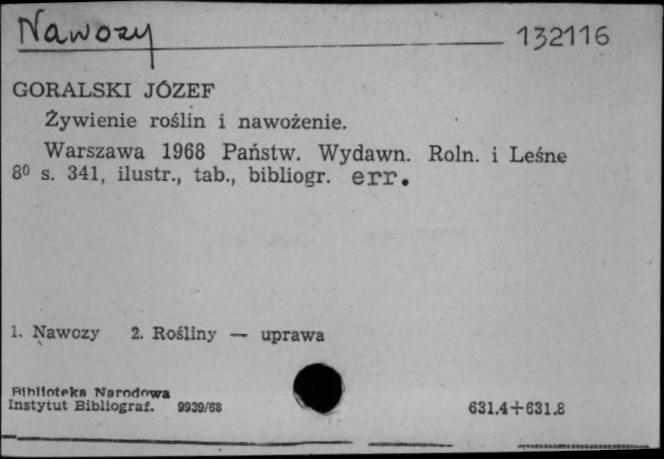 Nawozy 132116
GORALSKI JÓZEF
Żywienie roślin i nawożenie.
Warszawa 1968 Państw. Wydawn. Roln. i Leśne
8⁰ s. 341, ilustr., tab., bibliogr. err.
1. Nawozy 2. Rośliny — uprawa
Biblioteka Narodowa
Instytut Bibliograf. 9939/68 631.4+631.8